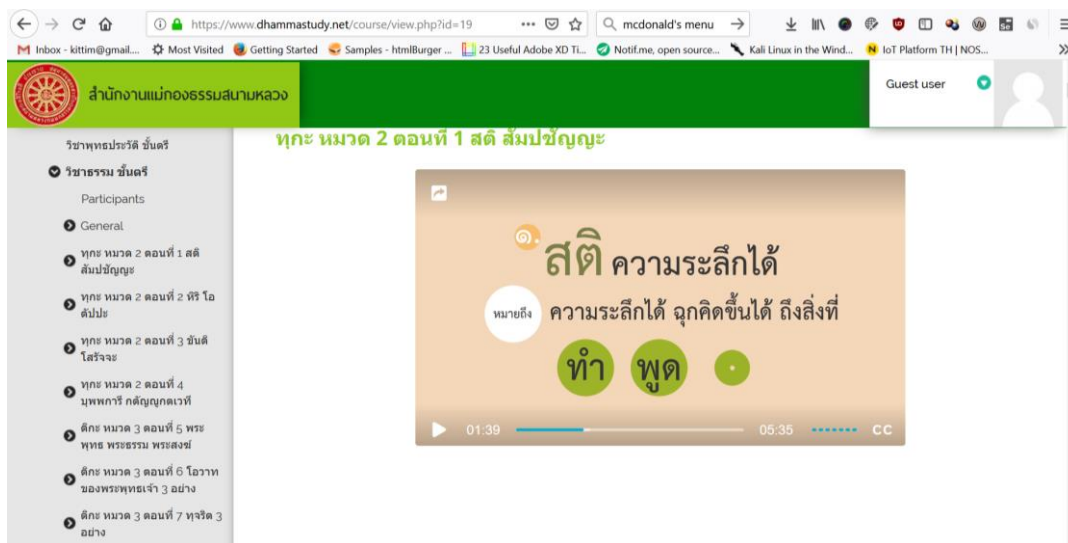 https://www.dhammastudy.net/course/view.php?id=19
mcdonald's menu
Inbox - kittim@gmail....
Most Visited
Getting Started
Samples - htmlBurger ...
23 Useful Adobe XD Ti...
Notif.me, open source...
Kali Linux in the Wind...
IoT Platform TH | NOS...
สำนักงานแม่กองธรรมสนามหลวง
Guest user
วิชาพุทธประวัติ ชั้นตรี
วิชาธรรม ชั้นตรี
Participants
General
ทุกะ หมวด 2 ตอนที่ 1 สติ
สัมปชัญญะ
ทุกะ หมวด 2 ตอนที่ 2 หิริ โอ
ตัปปะ
ทุกะ หมวด 2 ตอนที่ 3 ขันติ
โสรัจจะ
ทุกะ หมวด 2 ตอนที่ 4
บุพพการี กตัญญูกตเวที
ติกะ หมวด 3 ตอนที่ 5 พระ
พุทธ พระธรรม พระสงฆ์
ติกะ หมวด 3 ตอนที่ 6 โอวาท
ของพระพุทธเจ้า 3 อย่าง
ติกะ หมวด 3 ตอนที่ 7 ทุจริต 3
อย่าง
ทุกะ หมวด 2 ตอนที่ 1 สติ สัมปชัญญะ
๑. สติ ความระลึกได้
หมายถึง ความระลึกได้ ฉุกคิดขึ้นได้ ถึงสิ่งที่
ทำ พูด
01:39 05:35 CC